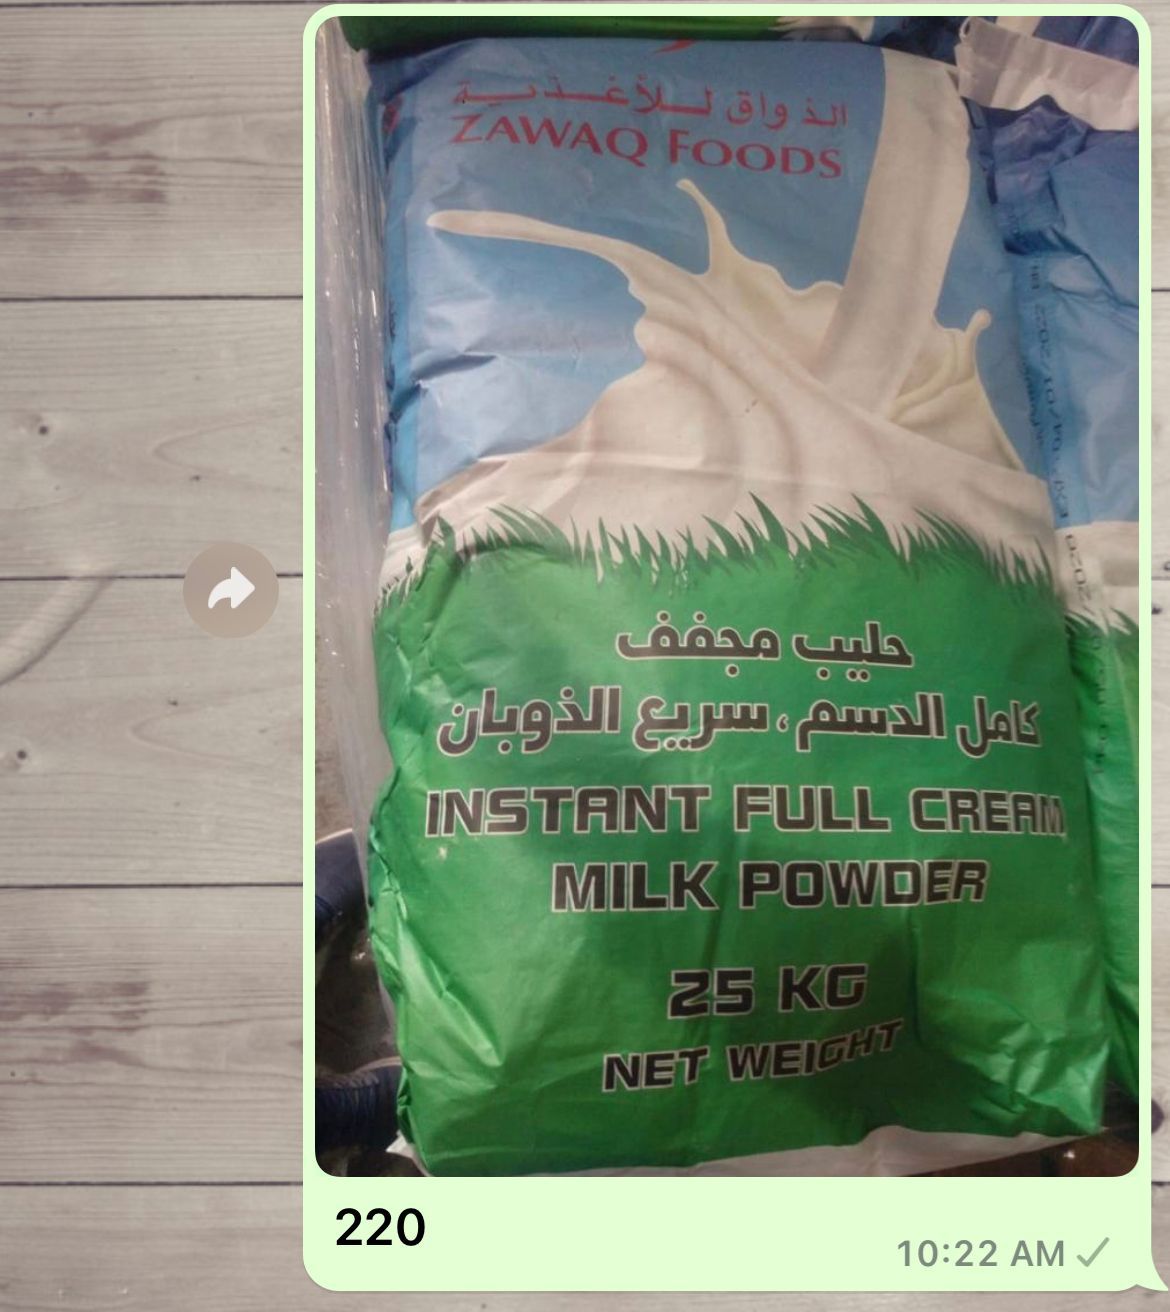 الذواق للأغذية
ZAWAQ FOODS
حليب مجفف
كامل الدسم، سريع الذوبان
INSTANT FULL CREAM
MILK POWDER
25 KG
NET WEIGHT
220
10:22 AM